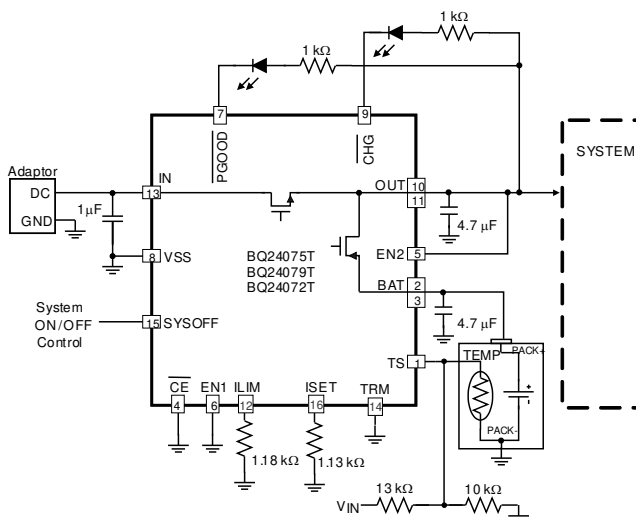 1 kΩ
1 kΩ
7
9
PGOOD
CHG
SYSTEM
Adaptor
DC
GND
IN
13
OUT
10
11
1 µF
4.7 µF
8
VSS
BQ24075T
BQ24079T
BQ24072T
EN2
5
BAT
2
3
System
ON/OFF
Control
15
SYSOFF
4.7 µF
TS
1
TEMP
PACK+
+
-
PACK-
CE
EN1
ILIM
ISET
TRM
4
6
12
16
14
1.18 kΩ
1.13 kΩ
VIN
13 kΩ
10 kΩ